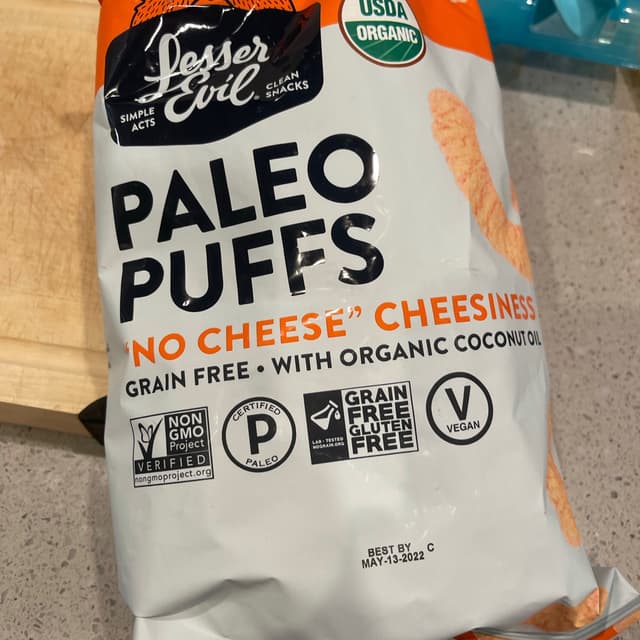 USDA
ORGANIC
Lesser
Evil
CLEAN
SNACKS
SIMPLE
ACTS
PALEO
PUFFS
"NO CHEESE" CHEESINESS
GRAIN FREE • WITH ORGANIC COCONUT OIL
NON
GMO
Project
VERIFIED
nongmoproject.org
CERTIFIED
P
PALEO
GRAIN
FREE
GLUTEN
FREE
LAB-TESTED
NOGRAIN.ORG
V
VEGAN
BEST BY
MAY-13-2022 C